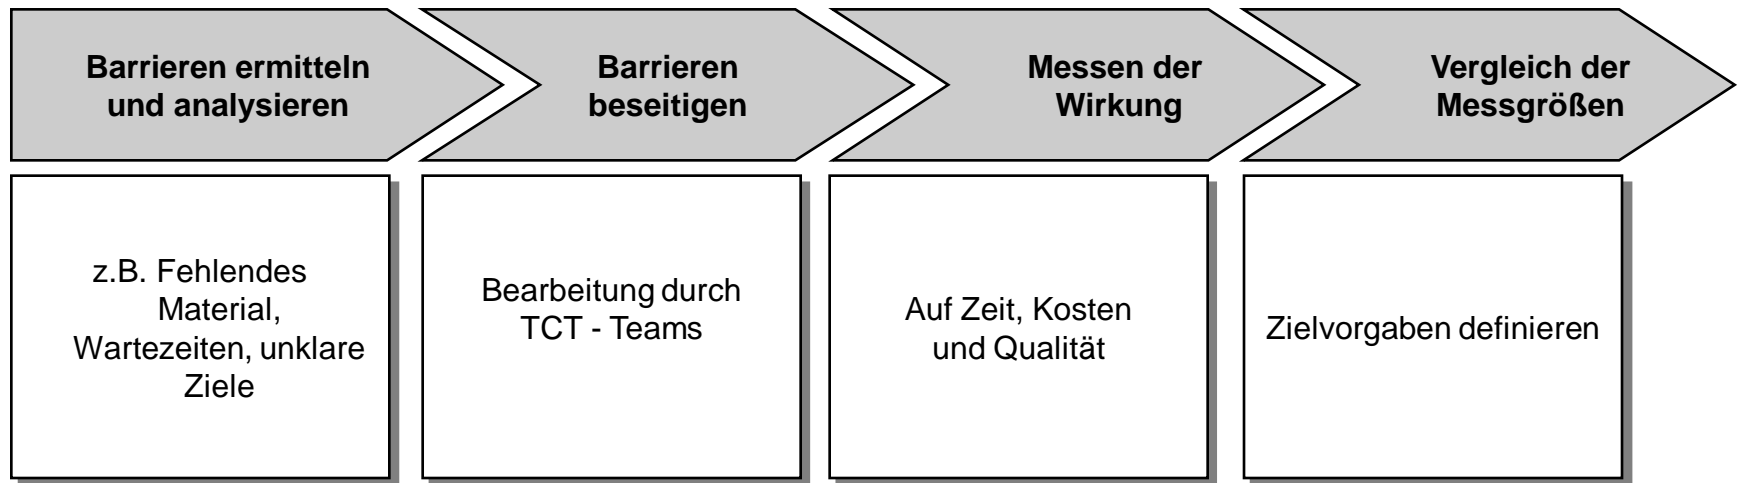 Barrieren ermitteln
und analysieren
Barrieren
beseitigen
Messen der
Wirkung
Vergleich der
Messgrößen
z.B. Fehlendes
Material,
Wartezeiten, unklare
Ziele
Bearbeitung durch
TCT - Teams
Auf Zeit, Kosten
und Qualität
Zielvorgaben definieren